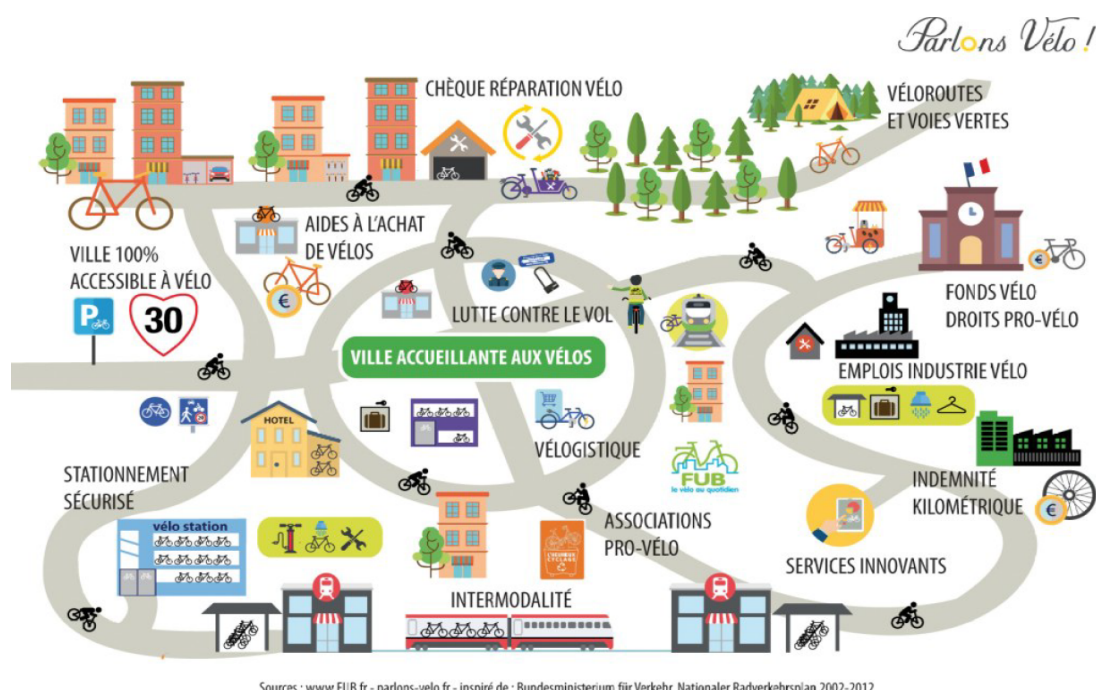 Parlons Vélo !
CHÈQUE RÉPARATION VÉLO
VÉLOROUTES
ET VOIES VERTES
AIDES À L'ACHAT
DE VÉLOS
VILLE 100%
ACCESSIBLE À VÉLO
P
30
€
LUTTE CONTRE LE VOL
€
FONDS VÉLO
DROITS PRO-VÉLO
VILLE ACCUEILLANTE AUX VÉLOS
EMPLOIS INDUSTRIE VÉLO
HOTEL
VÉLOGISTIQUE
FUB
le vélo au quotidien
STATIONNEMENT
SÉCURISÉ
INDEMNITÉ
KILOMÉTRIQUE
€
vélo station
ASSOCIATIONS
PRO-VÉLO
SERVICES INNOVANTS
INTERMODALITÉ
Sources : www.FUB.fr - parlons-velo.fr - inspiré de : Bundesministerium für Verkehr, Nationaler Radverkehrsplan 2002-2012